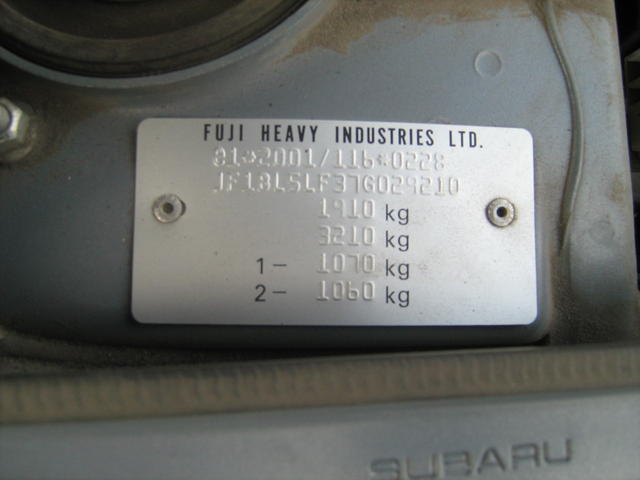 FUJI HEAVY INDUSTRIES LTD.
81*2001/116*0228
JF1BL5LF37G029210
1910 kg
3210 kg
1- 1070 kg
2- 1060 kg
SUBARU